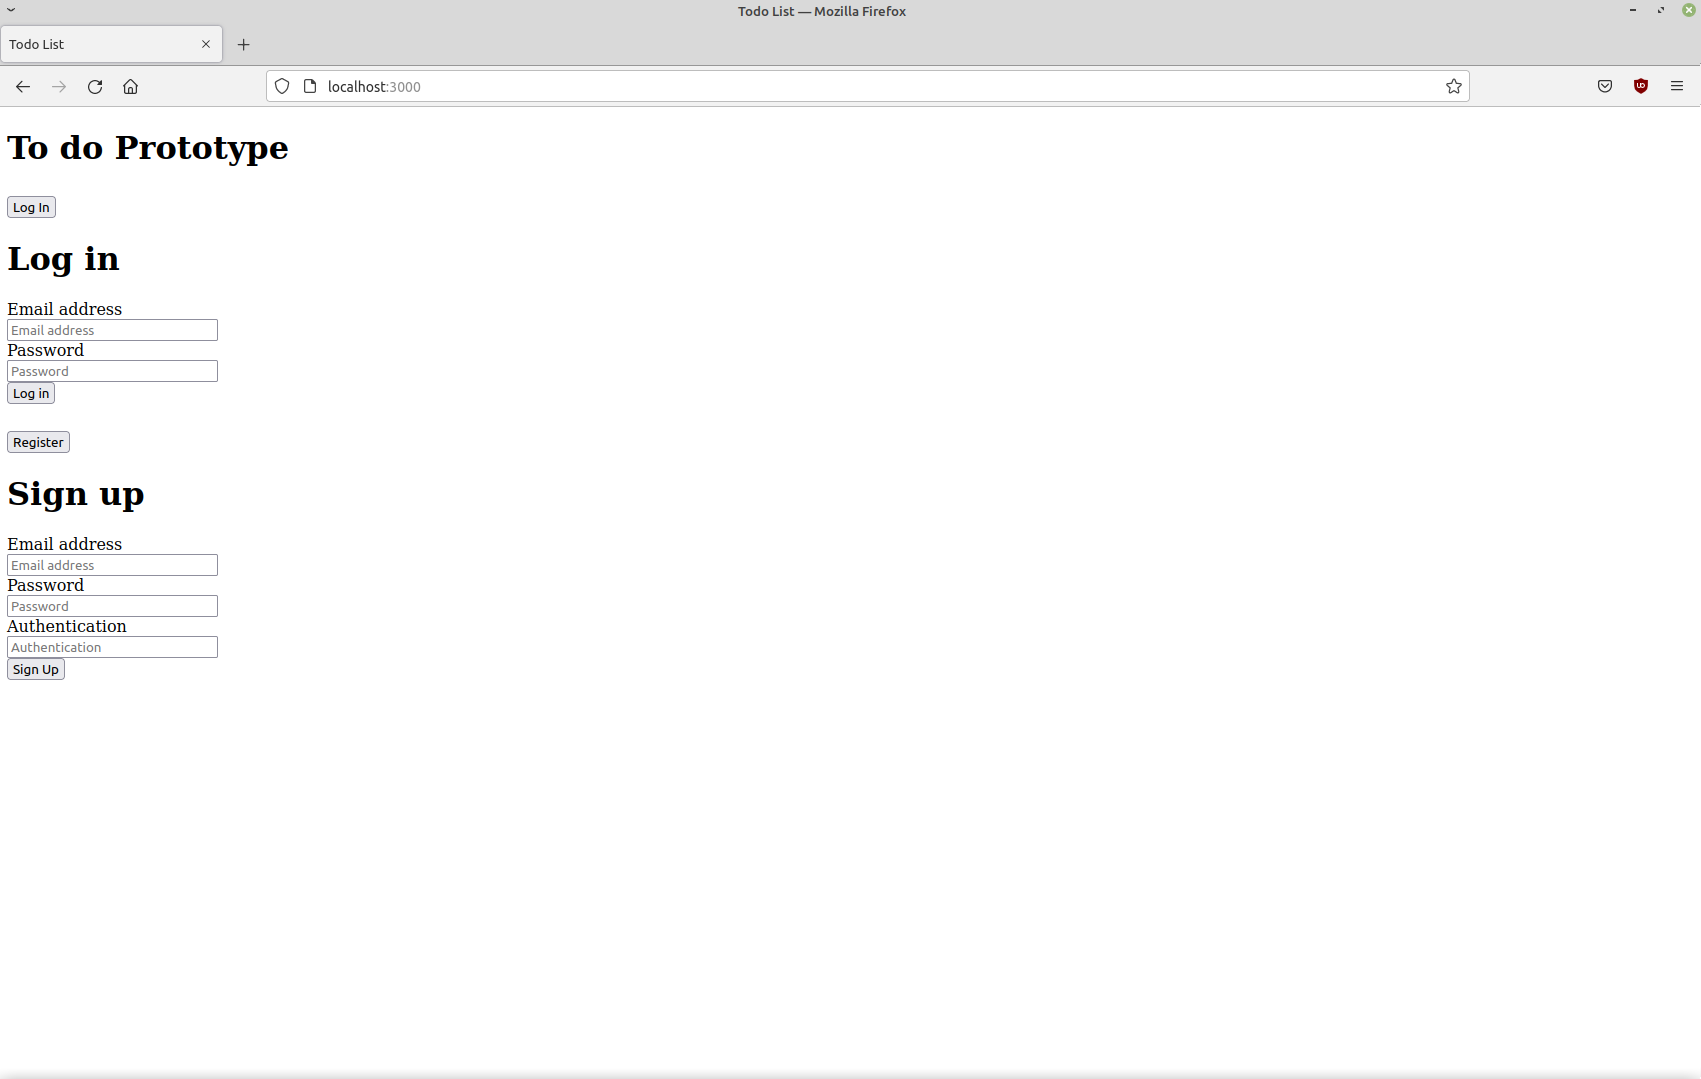 Todo List — Mozilla Firefox
Todo List
localhost:3000
To do Prototype
Log In
Log in
Email address
Email address
Password
Password
Log in
Register
Sign up
Email address
Email address
Password
Password
Authentication
Authentication
Sign Up